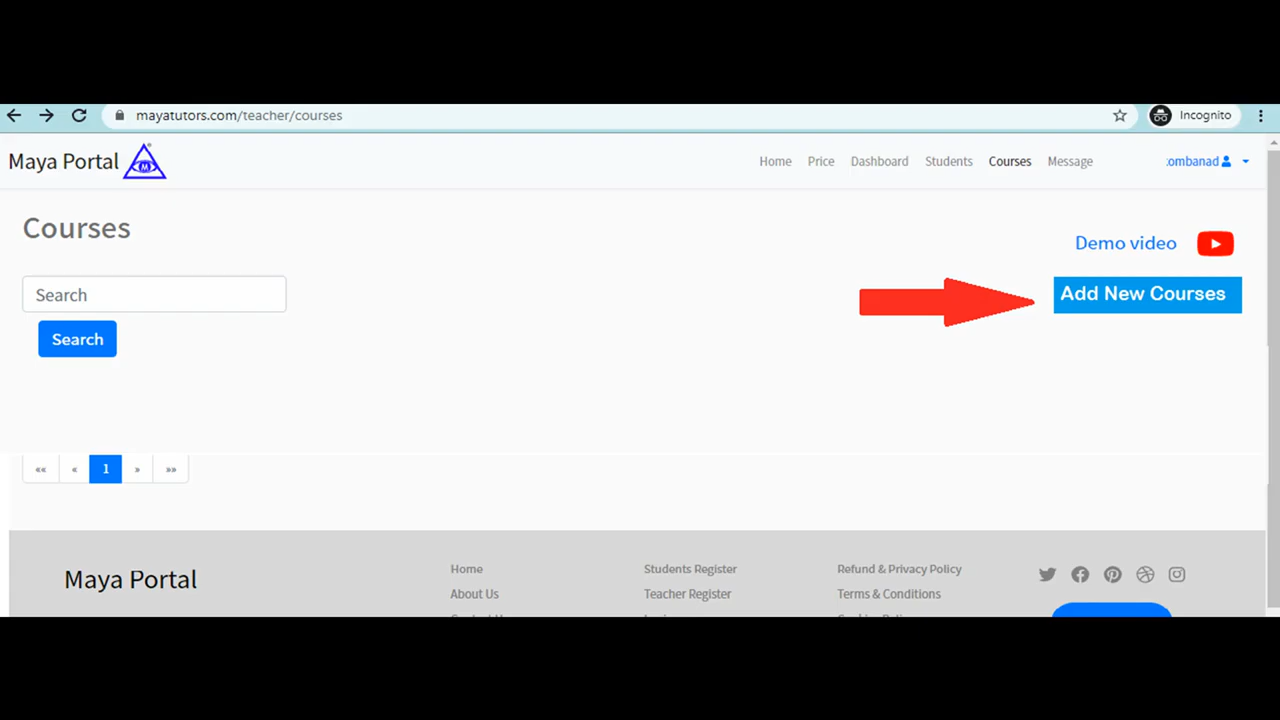 mayatutors.com/teacher/courses
Incognito
Maya Portal M
Home Price Dashboard Students Courses Message :ombanad
Courses
Demo video
Search
Add New Courses
Search
«« « 1 » »»
Maya Portal
Home
Students Register
Refund & Privacy Policy
About Us
Teacher Register
Terms & Conditions